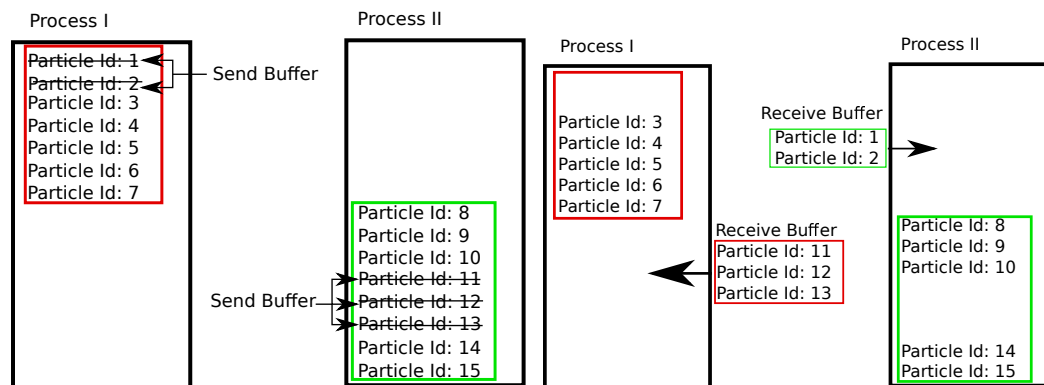 Process I
Particle Id: 1
Particle Id: 2
Particle Id: 3
Particle Id: 4
Particle Id: 5
Particle Id: 6
Particle Id: 7
Send Buffer
Process II
Particle Id: 8
Particle Id: 9
Particle Id: 10
Particle Id: 11
Particle Id: 12
Particle Id: 13
Particle Id: 14
Particle Id: 15
Send Buffer
Process I
Particle Id: 3
Particle Id: 4
Particle Id: 5
Particle Id: 6
Particle Id: 7
Receive Buffer
Particle Id: 11
Particle Id: 12
Particle Id: 13
Process II
Receive Buffer
Particle Id: 1
Particle Id: 2
Particle Id: 8
Particle Id: 9
Particle Id: 10
Particle Id: 14
Particle Id: 15